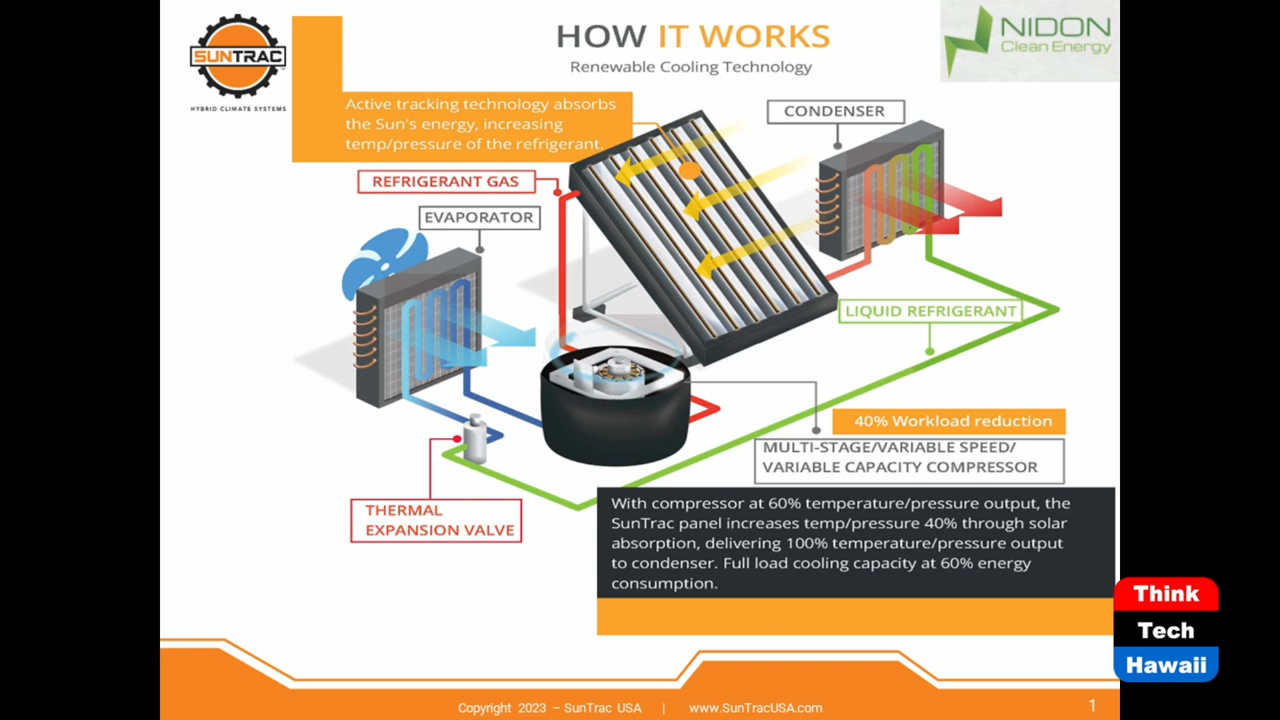 SUNTRAC
HYBRID CLIMATE SYSTEMS
HOW IT WORKS
Renewable Cooling Technology
NIDON
Clean Energy
Active tracking technology absorbs
the Sun's energy, increasing
temp/pressure of the refrigerant.
CONDENSER
REFRIGERANT GAS
EVAPORATOR
LIQUID REFRIGERANT
40% Workload reduction
MULTI-STAGE/VARIABLE SPEED/
VARIABLE CAPACITY COMPRESSOR
THERMAL
EXPANSION VALVE
With compressor at 60% temperature/pressure output, the
SunTrac panel increases temp/pressure 40% through solar
absorption, delivering 100% temperature/pressure output
to condenser. Full load cooling capacity at 60% energy
consumption.
Think
Tech
Hawaii
Copyright 2023 – SunTrac USA | www.SunTracUSA.com
1